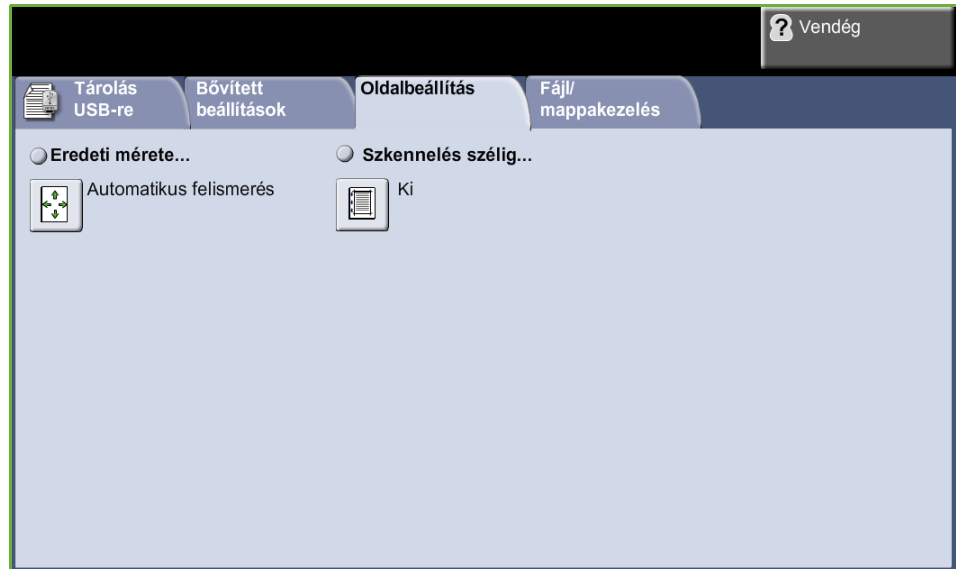 Vendég
Tárolás
USB-re
Bővített
beállítások
Oldalbeállítás
Fájl/
mappakezelés
Eredeti mérete...
Szkennelés szélig...
Automatikus felismerés
Ki